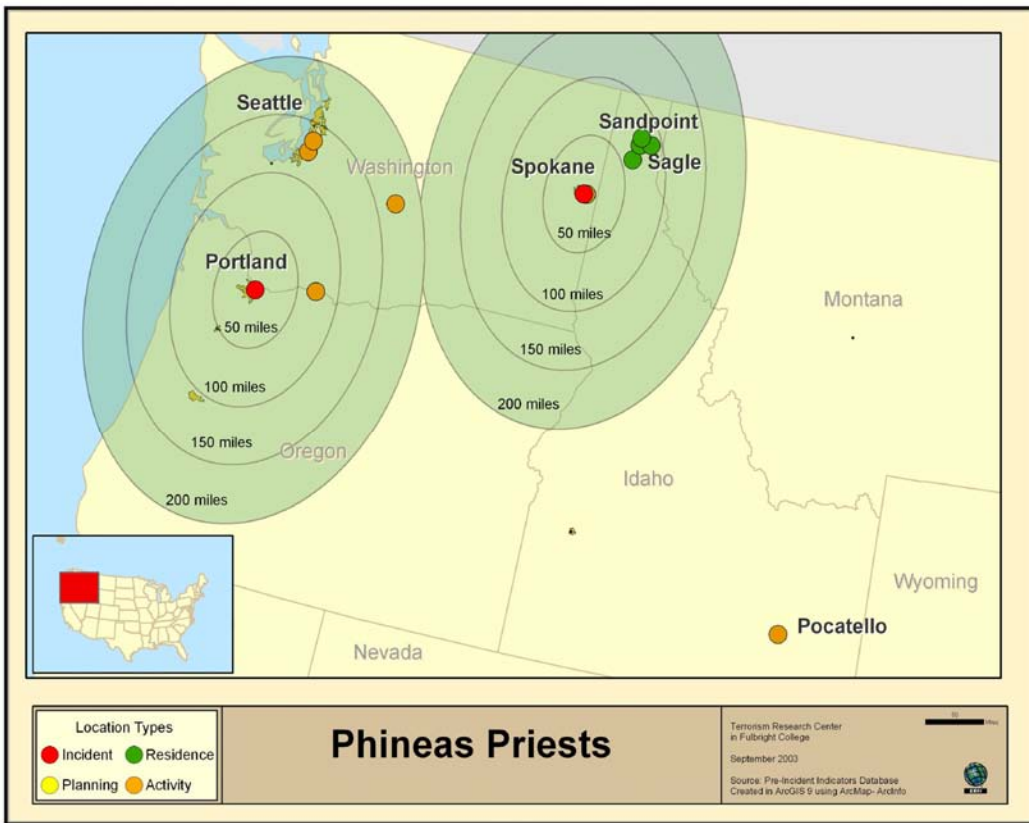 Seattle
Washington
Sandpoint
Sagle
Spokane
50 miles
100 miles
150 miles
200 miles
Portland
50 miles
100 miles
150 miles
200 miles
Oregon
Montana
Idaho
Wyoming
Nevada
Pocatello
Location Types
Incident
Residence
Planning
Activity
Phineas Priests
Terrorism Research Center
in Fulbright College
September 2003
Source: Pre-Incident Indicators Database
Created in ArcGIS 9 using ArcMap- ArcInfo